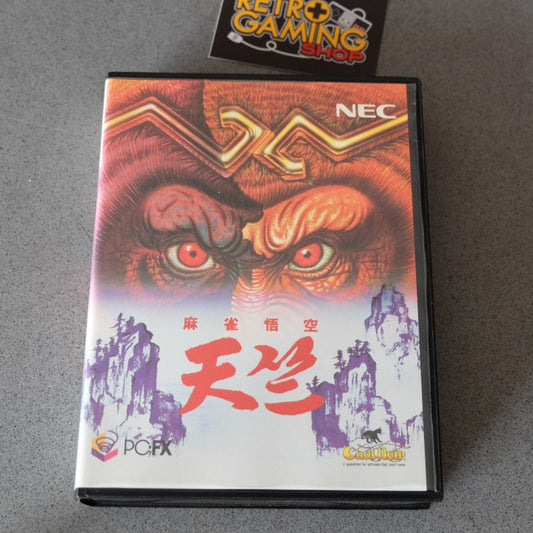 RETRO
GAMING
SHOP
NEC
麻雀悟空
天竺
PC-FX
Chat Noir